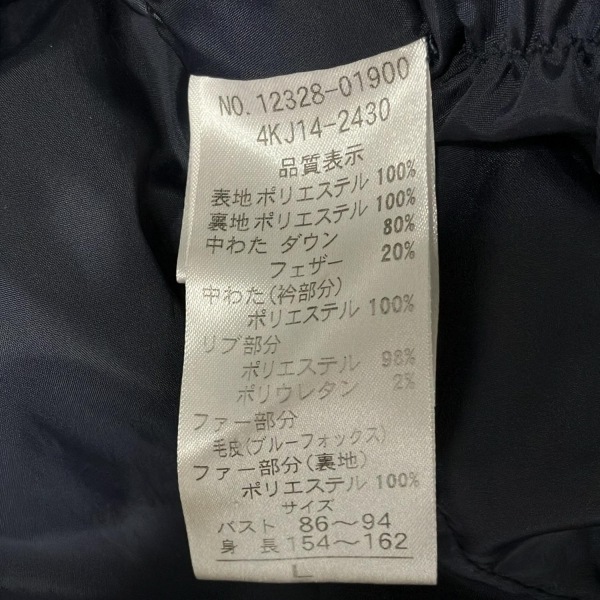 NO. 12328-01900
4KJ14-2430
品質表示
表地 ポリエステル 100%
裏地 ポリエステル 100%
中わた ダウン 80%
フェザー 20%
中わた(衿部分)
ポリエステル 100%
リブ部分
ポリエステル 98%
ポリウレタン 2%
ファー部分
毛皮(ブルーフォックス)
ファー部分(裏地)
ポリエステル 100%
サイズ
バスト 86~94
身長 154~162
L